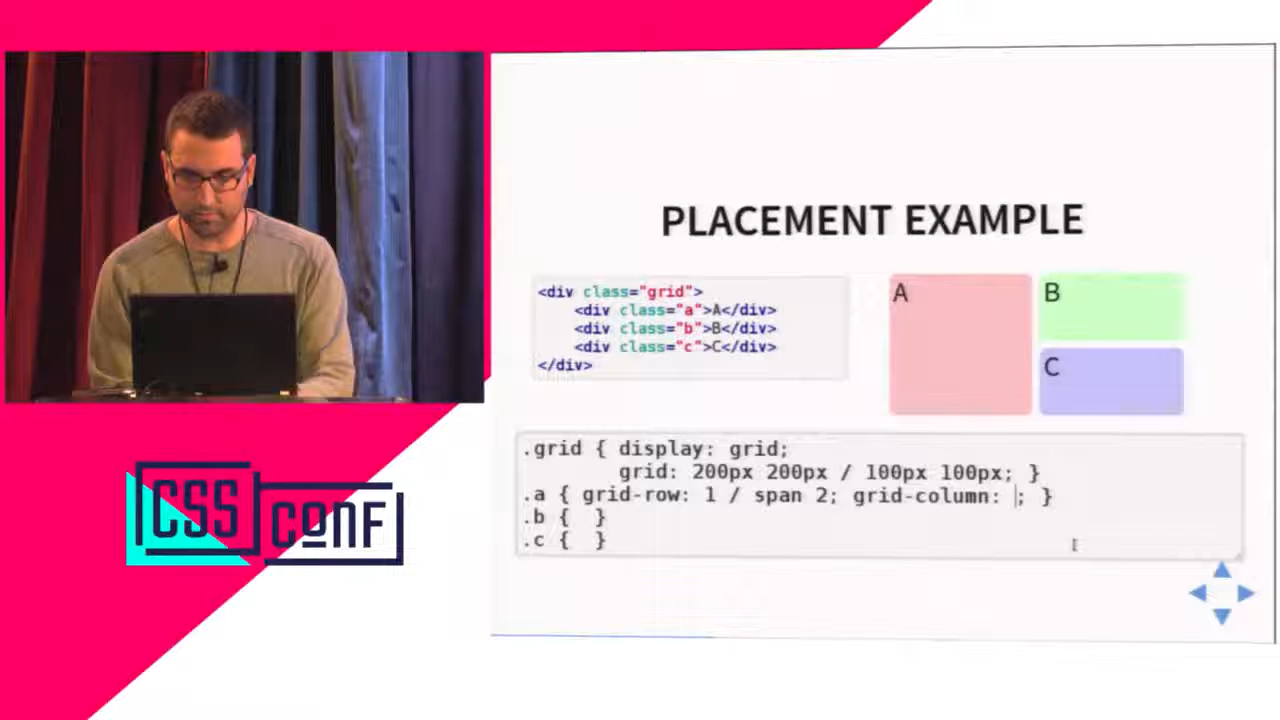 PLACEMENT EXAMPLE
<div class="grid">
    <div class="a">A</div>
    <div class="b">B</div>
    <div class="c">C</div>
</div>
A
B
C
.grid { display: grid;
        grid: 200px 200px / 100px 100px; }
.a { grid-row: 1 / span 2; grid-column: ; }
.b {  }
.c {  }
CSS
CONF